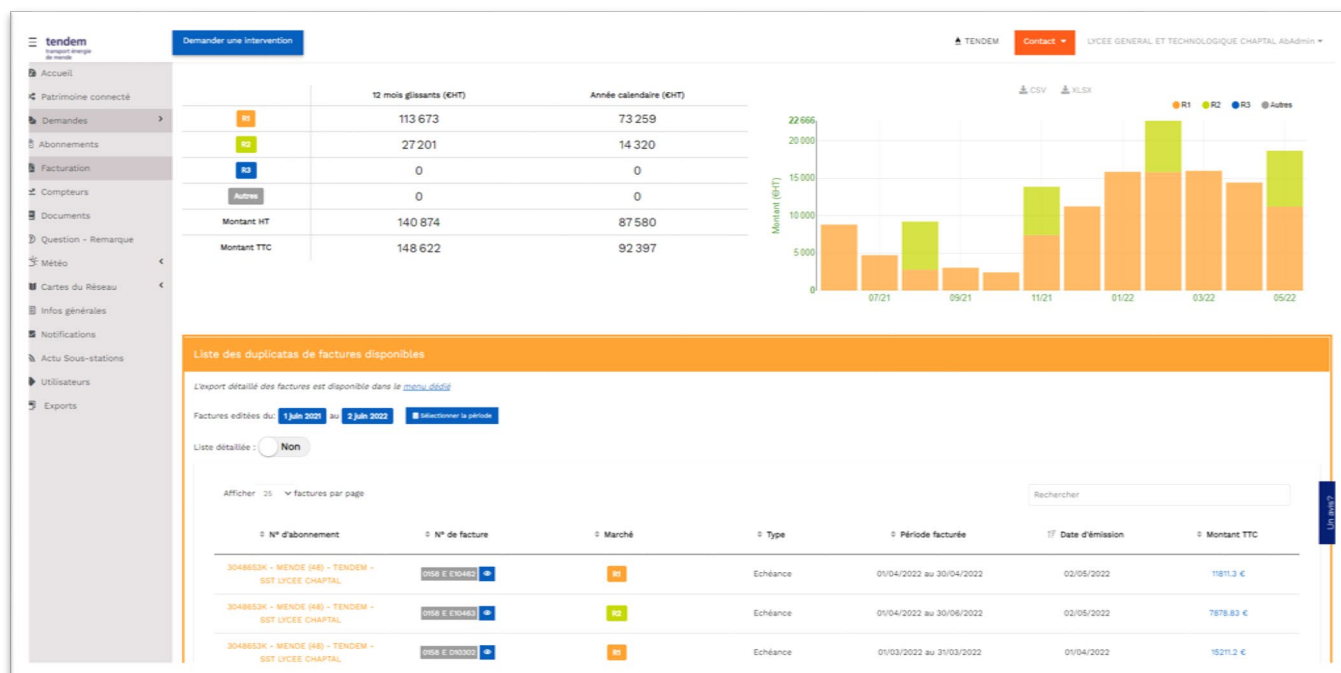 tendem
transport énergie
de mende
Demander une intervention
TENDEM
Contact
LYCEE GENERAL ET TECHNOLOGIQUE CHAPTAL AbAdmin
Accueil
Patrimoine connecté
Demandes
Abonnements
Facturation
Compteurs
Documents
Question - Remarque
Météo
Cartes du Réseau
Infos générales
Notifications
Actu Sous-stations
Utilisateurs
Exports
12 mois glissants (€HT) Année calendaire (€HT)
R1 113 673 73 259
R2 27 201 14 320
R3 0 0
Autres 0 0
Montant HT 140 874 87 580
Montant TTC 148 622 92 397
CSV XLSX
R1 R2 R3 Autres
Montant (€HT)
22 666
20 000
15 000
10 000
5 000
0
07/21 09/21 11/21 01/22 03/22 05/22
Liste des duplicatas de factures disponibles
L'export détaillé des factures est disponible dans le menu dédié
Factures editées du: 1 juin 2021 au 2 juin 2022 Sélectionner la période
Liste détaillée : Non
Afficher 25 factures par page
Rechercher
Un avis?
N° d'abonnement N° de facture Marché Type Période facturée Date d'émission Montant TTC
3048653K - MENDE (48) - TENDEM -
SST LYCEE CHAPTAL
0158 E E10462 R1 Echéance 01/04/2022 au 30/04/2022 02/05/2022 11811.3 €
3048653K - MENDE (48) - TENDEM -
SST LYCEE CHAPTAL
0158 E E10463 R2 Echéance 01/04/2022 au 30/06/2022 02/05/2022 7878.83 €
3048653K - MENDE (48) - TENDEM -
SST LYCEE CHAPTAL
0158 E D10302 R1 Echéance 01/03/2022 au 31/03/2022 01/04/2022 15211.2 €